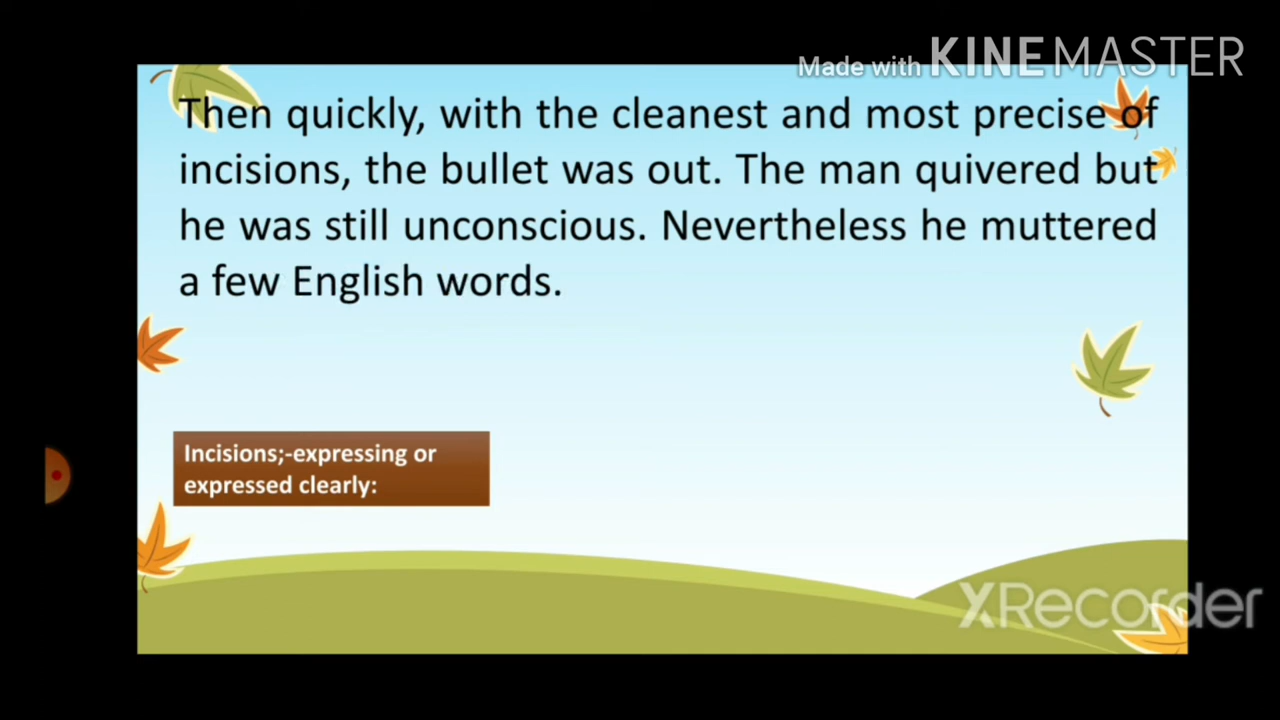 Made with KINEMASTER
Then quickly, with the cleanest and most precise of
incisions, the bullet was out. The man quivered but
he was still unconscious. Nevertheless he muttered
a few English words.
Incisions;-expressing or
expressed clearly:
XRecorder